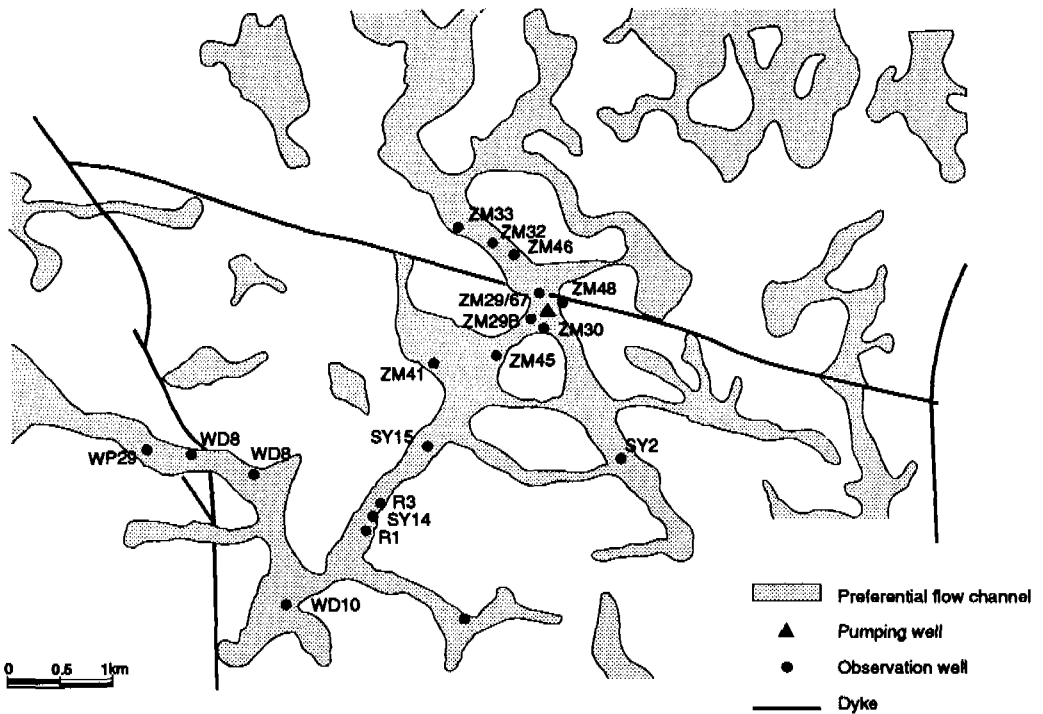 ZM33
ZM32
ZM46
ZM29/67
ZM48
ZM29B
ZM30
ZM45
ZM41
SY15
SY2
WD8
WP29
WD8
R3
SY14
R1
WD10
Preferential flow channel
Pumping well
Observation well
Dyke
0 0.5 1km